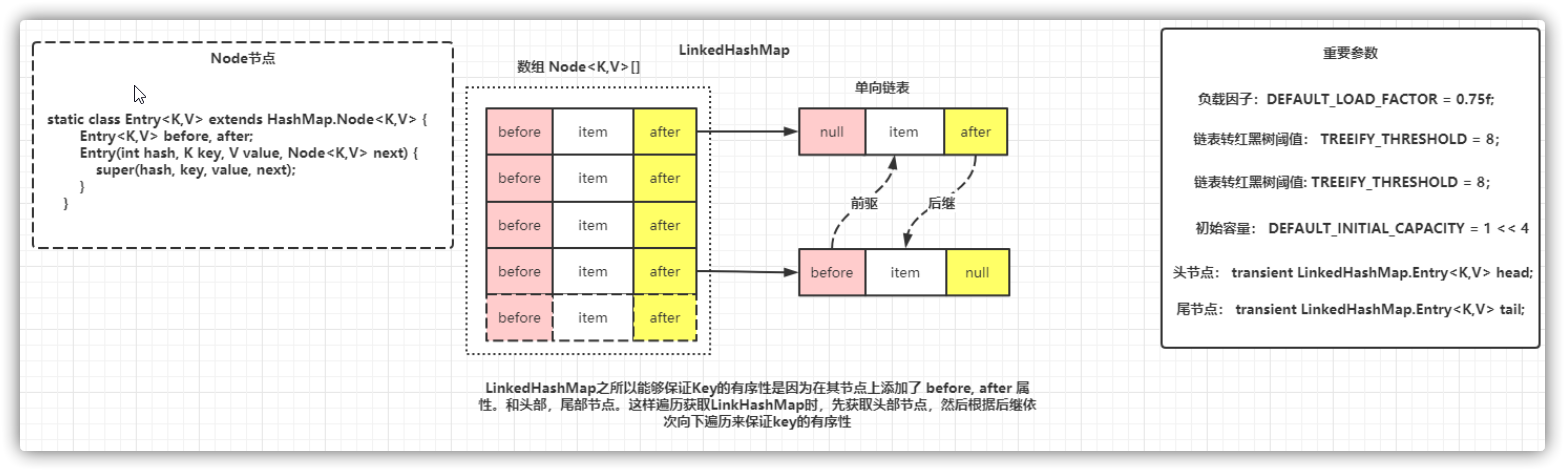 Node节点
static class Entry<K,V> extends HashMap.Node<K,V> {
Entry<K,V> before, after;
Entry(int hash, K key, V value, Node<K,V> next) {
super(hash, key, value, next);
}
}
LinkedHashMap
数组 Node<K,V>[]
before item after
before item after
before item after
before item after
before item after
单向链表
null item after
前驱 后继
before item null
LinkedHashMap之所以能够保证Key的有序性是因为在其节点上添加了 before, after 属
性。和头部，尾部节点。这样遍历获取LinkHashMap时，先获取头部节点，然后根据后继依
次向下遍历来保证key的有序性
重要参数
负载因子：DEFAULT_LOAD_FACTOR = 0.75f;
链表转红黑树阈值： TREEIFY_THRESHOLD = 8;
链表转红黑树阈值: TREEIFY_THRESHOLD = 8;
初始容量： DEFAULT_INITIAL_CAPACITY = 1 << 4
头节点： transient LinkedHashMap.Entry<K,V> head;
尾节点： transient LinkedHashMap.Entry<K,V> tail;